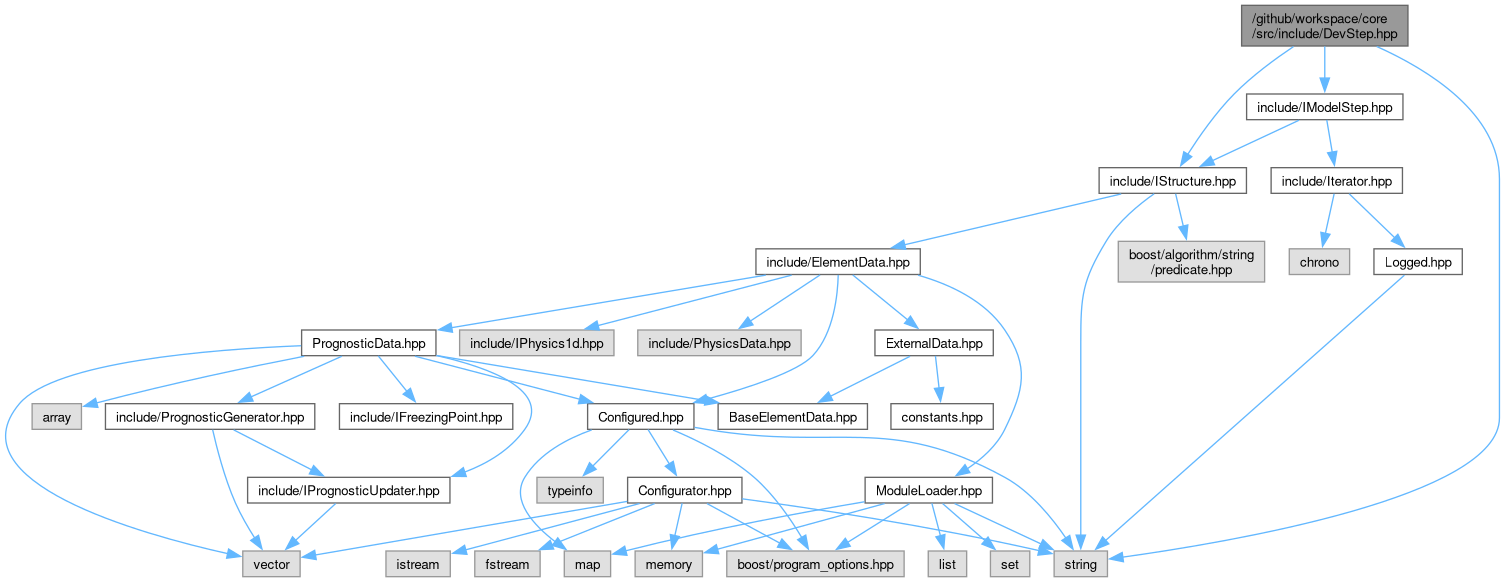 /github/workspace/core
/src/include/DevStep.hpp
include/IModelStep.hpp
include/IStructure.hpp
include/Iterator.hpp
include/ElementData.hpp
boost/algorithm/string
/predicate.hpp
chrono
Logged.hpp
PrognosticData.hpp
include/IPhysics1d.hpp
include/PhysicsData.hpp
ExternalData.hpp
array
include/PrognosticGenerator.hpp
include/IFreezingPoint.hpp
Configured.hpp
BaseElementData.hpp
constants.hpp
include/IPrognosticUpdater.hpp
typeinfo
Configurator.hpp
ModuleLoader.hpp
vector
istream
fstream
map
memory
boost/program_options.hpp
list
set
string